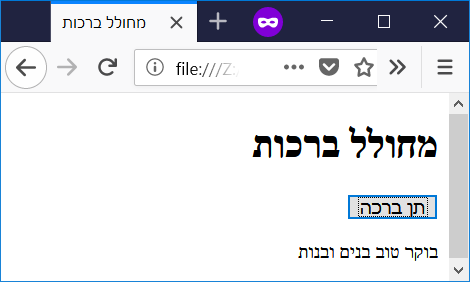 מחולל ברכות
file:///Z:
מחולל ברכות
תן ברכה
בוקר טוב בנים ובנות